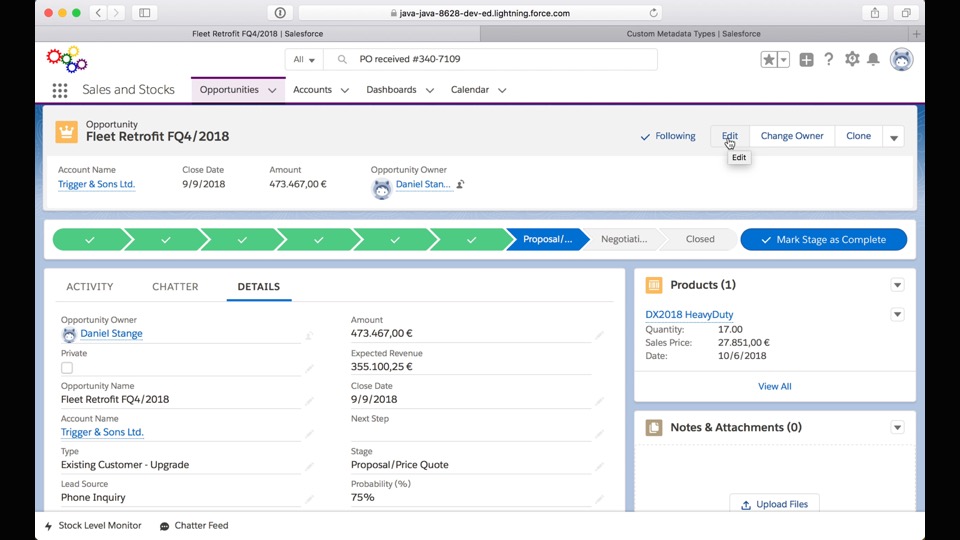 java-java-8628-dev-ed.lightning.force.com
Fleet Retrofit FQ4/2018 | Salesforce
Custom Metadata Types | Salesforce
All
PO received #340-7109
Sales and Stocks
Opportunities
Accounts
Dashboards
Calendar
Opportunity
Fleet Retrofit FQ4/2018
Following
Edit
Change Owner
Clone
Edit
Account Name
Close Date
Amount
Opportunity Owner
Trigger & Sons Ltd.
9/9/2018
473.467,00 €
Daniel Stan...
Proposal/...
Negotiati...
Closed
Mark Stage as Complete
ACTIVITY
CHATTER
DETAILS
Opportunity Owner
Daniel Stange
Private
Opportunity Name
Fleet Retrofit FQ4/2018
Account Name
Trigger & Sons Ltd.
Type
Existing Customer - Upgrade
Lead Source
Phone Inquiry
Amount
473.467,00 €
Expected Revenue
355.100,25 €
Close Date
9/9/2018
Next Step
Stage
Proposal/Price Quote
Probability (%)
75%
Products (1)
DX2018 HeavyDuty
Quantity: 17.00
Sales Price: 27.851,00 €
Date: 10/6/2018
View All
Notes & Attachments (0)
Upload Files
Stock Level Monitor
Chatter Feed